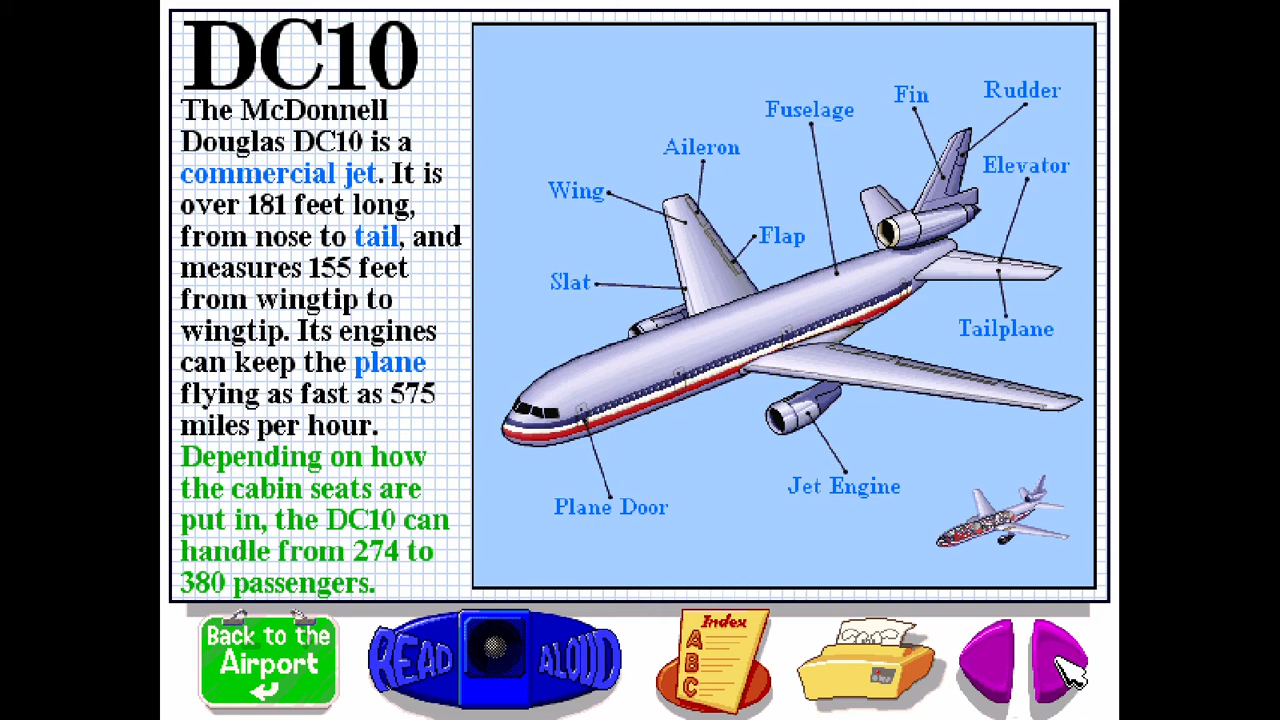 DC10
The McDonnell
Douglas DC10 is a
commercial jet. It is
over 181 feet long,
from nose to tail, and
measures 155 feet
from wingtip to
wingtip. Its engines
can keep the plane
flying as fast as 575
miles per hour.
Depending on how
the cabin seats are
put in, the DC10 can
handle from 274 to
380 passengers.
Rudder
Fin
Fuselage
Aileron
Elevator
Wing
Flap
Slat
Tailplane
Jet Engine
Plane Door
Back to the
Airport
READ ALOUD
Index
A
B
C